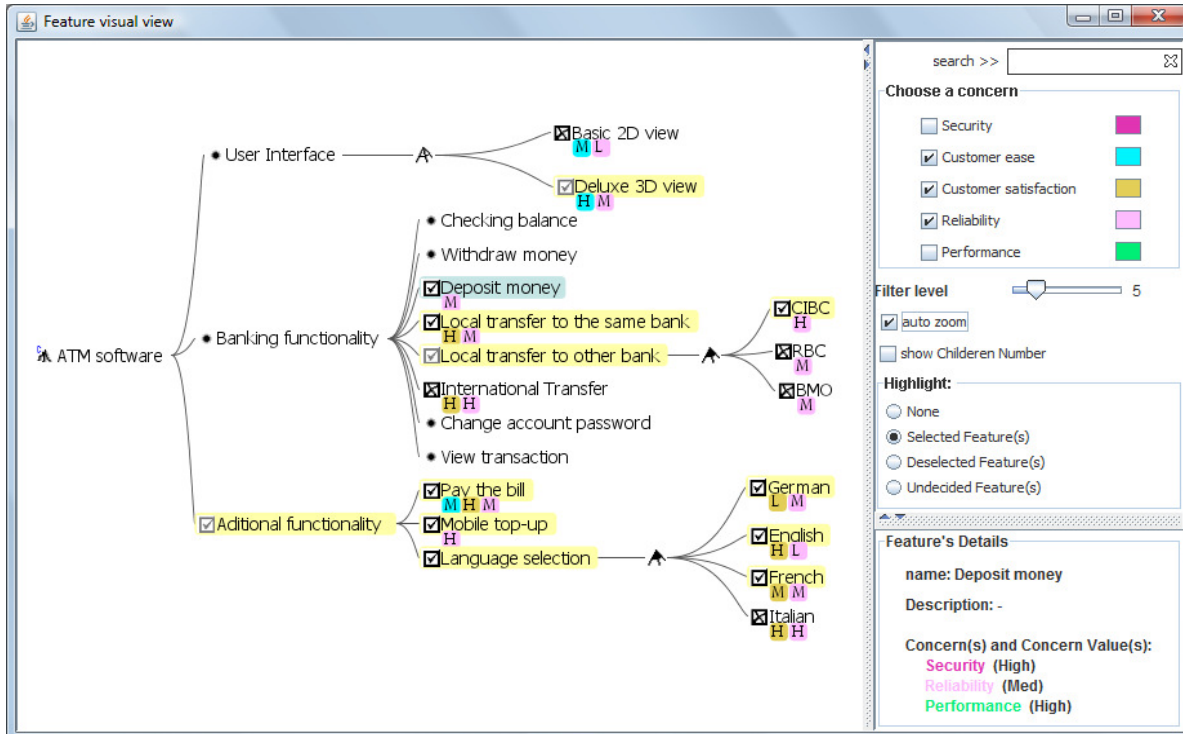 Feature visual view
search >>
Choose a concern
Security
Customer ease
Customer satisfaction
Reliability
Performance
Filter level 5
auto zoom
show Childeren Number
Highlight:
None
Selected Feature(s)
Deselected Feature(s)
Undecided Feature(s)
Feature's Details
name: Deposit money
Description: -
Concern(s) and Concern Value(s):
Security (High)
Reliability (Med)
Performance (High)
ATM software
User Interface
Basic 2D view
M L
Deluxe 3D view
H M
Banking functionality
Checking balance
Withdraw money
Deposit money
M
Local transfer to the same bank
H M
Local transfer to other bank
CIBC
H
RBC
M
BMO
M
International Transfer
H H
Change account password
View transaction
Aditional functionality
Pay the bill
M H M
Mobile top-up
H
Language selection
German
L M
English
H L
French
M M
Italian
H H